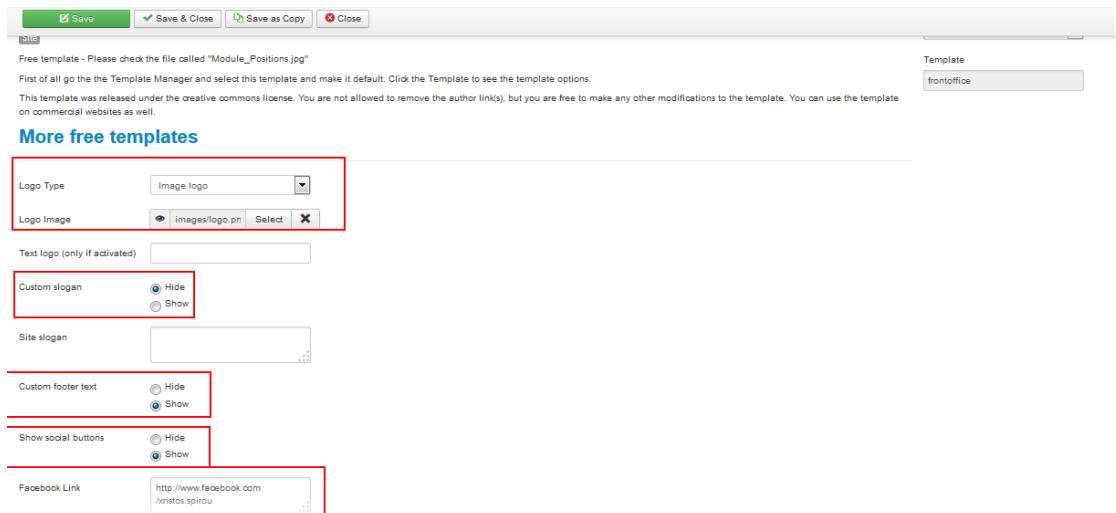 Save
Save & Close
Save as Copy
Close
Site
Free template - Please check the file called "Module_Positions.jpg"
First of all go the the Template Manager and select this template and make it default. Click the Template to see the template options.
This template was released under the creative commons license. You are not allowed to remove the author link(s), but you are free to make any other modifications to the template. You can use the template
on commercial websites as well.
More free templates
Template
frontoffice
Logo Type
Image logo
Logo Image
images/logo.pn
Select
Text logo (only if activated)
Custom slogan
Hide
Show
Site slogan
Custom footer text
Hide
Show
Show social buttons
Hide
Show
Facebook Link
http://www.facebook.com
/xristos.spirou